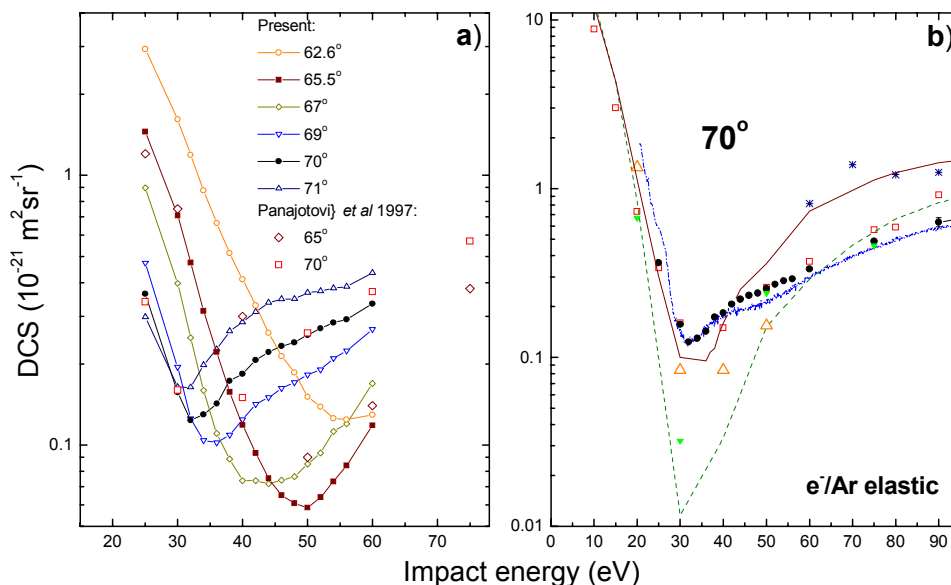 a)
Present:
62.6°
65.5°
67°
69°
70°
71°
Panajotovi} et al 1997:
65°
70°
1
0.1
DCS (10⁻²¹ m²sr⁻¹)
20 30 40 50 60 70
b)
70°
e⁻/Ar elastic
10
1
0.1
0.01
0 10 20 30 40 50 60 70 80 90
Impact energy (eV)